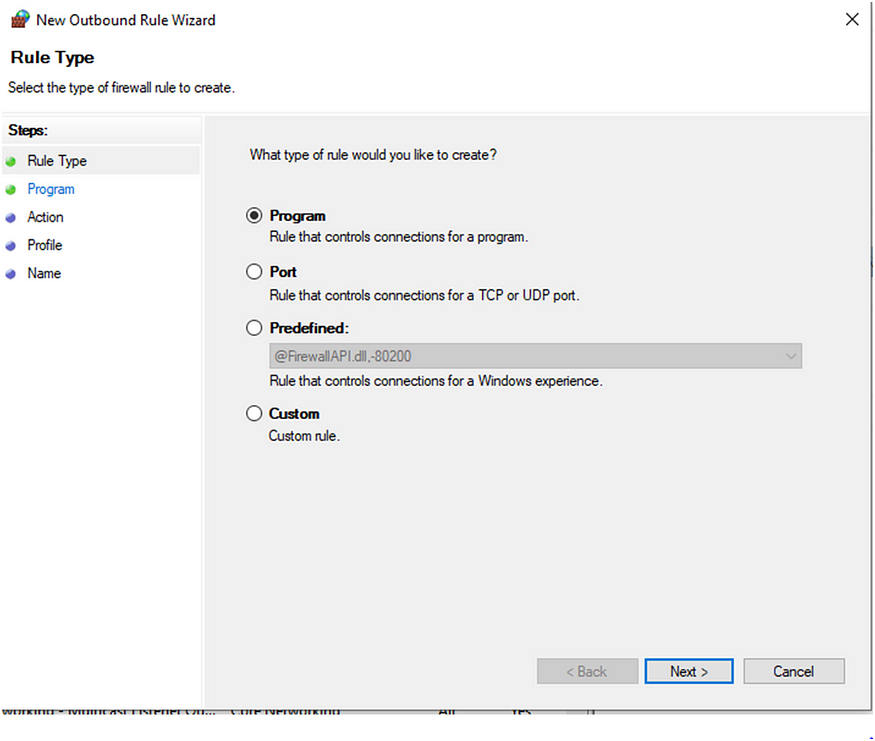 New Outbound Rule Wizard
Rule Type
Select the type of firewall rule to create.
Steps:
Rule Type
Program
Action
Profile
Name
What type of rule would you like to create?
Program
Rule that controls connections for a program.
Port
Rule that controls connections for a TCP or UDP port.
Predefined:
@FirewallAPI.dll,-80200
Rule that controls connections for a Windows experience.
Custom
Custom rule.
< Back
Next >
Cancel